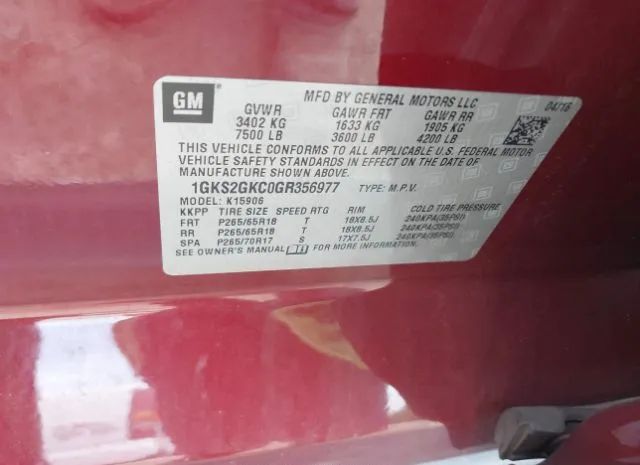 GM
MFD BY GENERAL MOTORS LLC 04/16
GVWR GAWR FRT GAWR RR
3402 KG 1633 KG 1905 KG
7500 LB 3600 LB 4200 LB
THIS VEHICLE CONFORMS TO ALL APPLICABLE U.S. FEDERAL MOTOR
VEHICLE SAFETY STANDARDS IN EFFECT ON THE DATE OF
MANUFACTURE SHOWN ABOVE.
1GKS2GKC0GR356977 TYPE: M.P.V.
MODEL: K15906
KKPP TIRE SIZE SPEED RTG RIM COLD TIRE PRESSURE
FRT P265/65R18 T 18X8.5J 240KPA(35PSI)
RR P265/65R18 T 18X8.5J 240KPA(35PSI)
SPA P265/70R17 S 17X7.5J 240KPA(35PSI)
SEE OWNER'S MANUAL